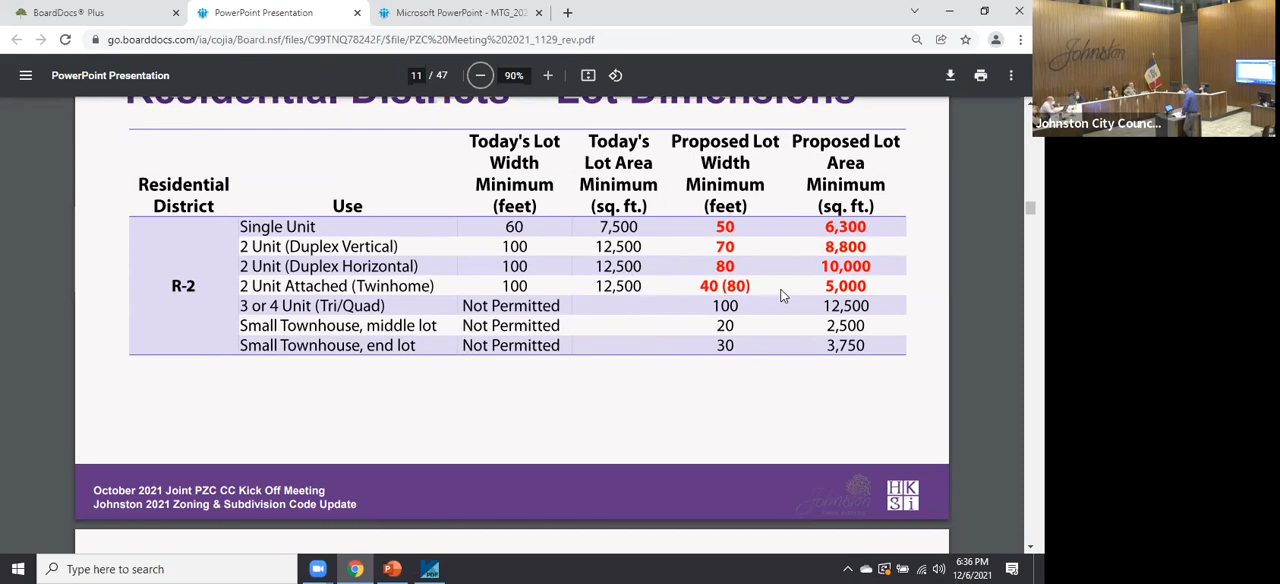 BoardDocs® Plus
PowerPoint Presentation
Microsoft PowerPoint - MTG_202
go.boarddocs.com/ia/cojia/Board.nsf/files/C99TNQ78242F/$file/PZC%20Meeting%202021_1129_rev.pdf
PowerPoint Presentation
11 / 47
90%
Johnston
Johnston City Counc...
Residential Districts – Lot Dimensions
Residential District Use Today's Lot Width Minimum (feet) Today's Lot Area Minimum (sq. ft.) Proposed Lot Width Minimum (feet) Proposed Lot Area Minimum (sq. ft.)
Single Unit 60 7,500 50 6,300
2 Unit (Duplex Vertical) 100 12,500 70 8,800
2 Unit (Duplex Horizontal) 100 12,500 80 10,000
R-2 2 Unit Attached (Twinhome) 100 12,500 40 (80) 5,000
3 or 4 Unit (Tri/Quad) Not Permitted 100 12,500
Small Townhouse, middle lot Not Permitted 20 2,500
Small Townhouse, end lot Not Permitted 30 3,750
October 2021 Joint PZC CC Kick Off Meeting
Johnston 2021 Zoning & Subdivision Code Update
Johnston
HK
Gi
Type here to search
6:36 PM
12/6/2021